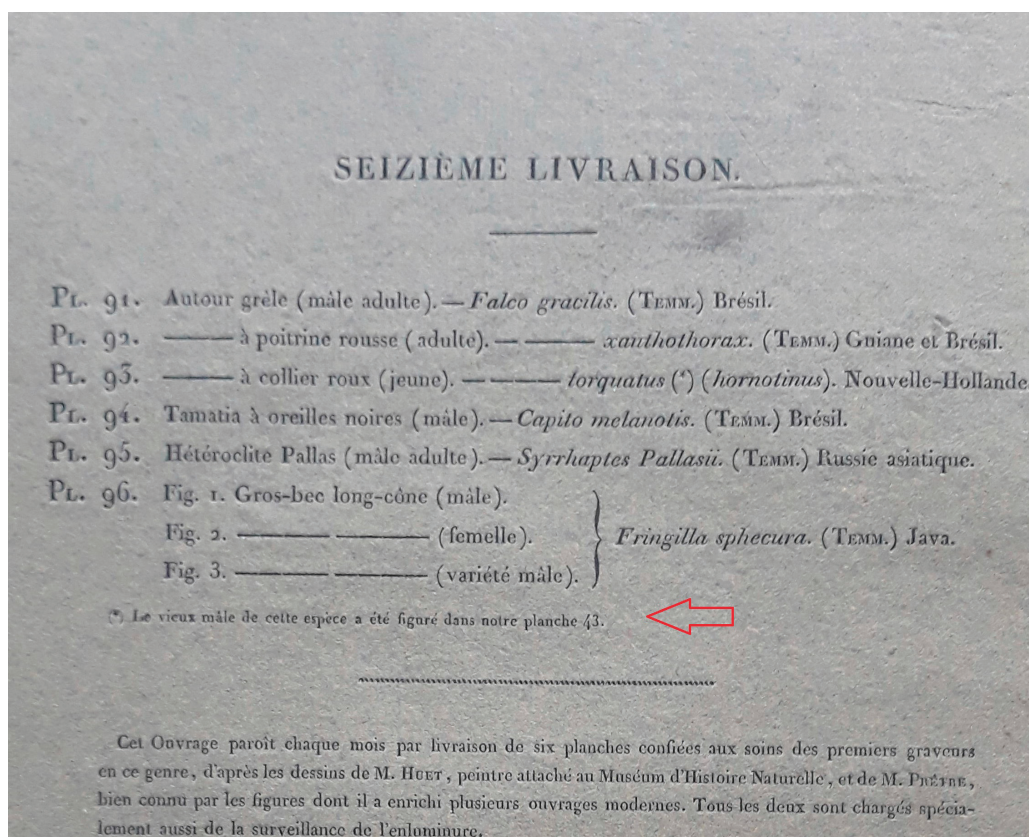 SEIZIÈME LIVRAISON.
PL. 91. Autour grêle (mâle adulte). — Falco gracilis. (TEMM.) Brésil.
PL. 92. ——— à poitrine rousse (adulte). — ——— xanthothorax. (TEMM.) Guiane et Brésil.
PL. 93. ——— à collier roux (jeune). — ——— torquatus (*) (hornotinus). Nouvelle-Hollande
PL. 94. Tamatia à oreilles noires (mâle). — Capito melanotis. (TEMM.) Brésil.
PL. 95. Hétéroclite Pallas (mâle adulte). — Syrrhaptes Pallasii. (TEMM.) Russie asiatique.
PL. 96. Fig. 1. Gros-bec long-cône (mâle).
Fig. 2. ——— ——— (femelle). } Fringilla sphecura. (TEMM.) Java.
Fig. 3. ——— ——— (variété mâle).
(*) Le vieux mâle de cette espèce a été figuré dans notre planche 43.
Cet Ouvrage paroît chaque mois par livraison de six planches confiées aux soins des premiers graveurs
en ce genre, d'après les dessins de M. HUET, peintre attaché au Muséum d'Histoire Naturelle, et de M. PRÊTRE,
bien connu par les figures dont il a enrichi plusieurs ouvrages modernes. Tous les deux sont chargés spécia-
lement aussi de la surveillance de l'enluminure.